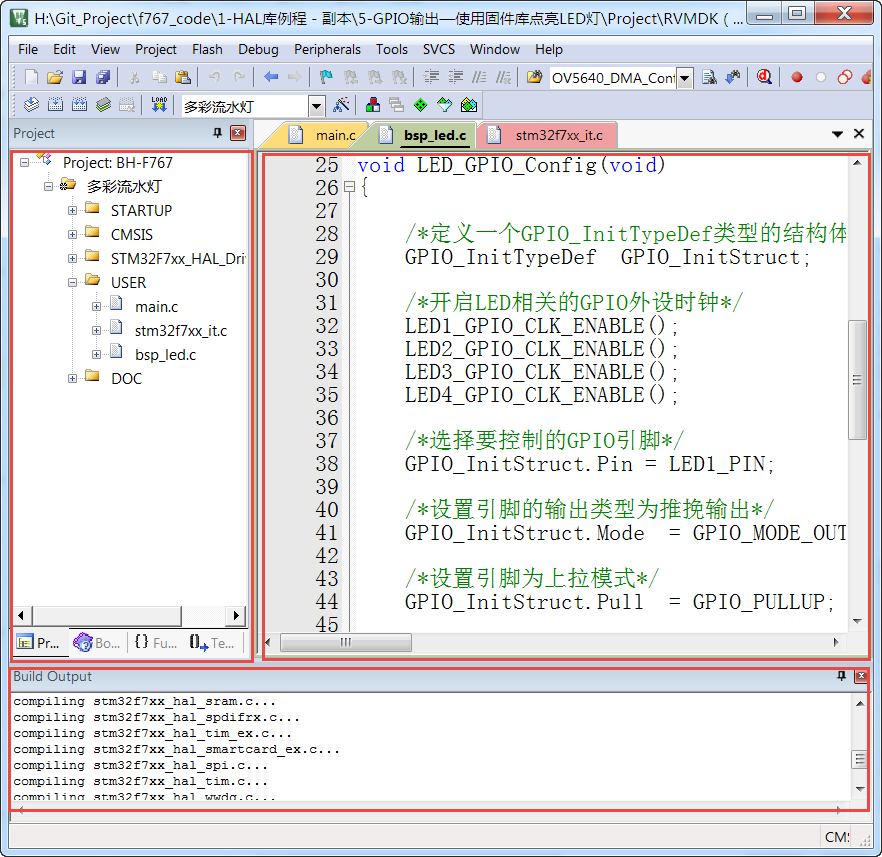 H:\Git_Project\f767_code\1-HAL库例程 - 副本\5-GPIO输出—使用固件库点亮LED灯\Project\RVMDK（...
File Edit View Project Flash Debug Peripherals Tools SVCS Window Help
OV5640_DMA_Con
LOAD 多彩流水灯
Project
main.c bsp_led.c stm32f7xx_it.c
Project: BH-F767
多彩流水灯
STARTUP
CMSIS
STM32F7xx_HAL_Dri
USER
main.c
stm32f7xx_it.c
bsp_led.c
DOC
Pr... Bo... {} Fu... Te...
25 void LED_GPIO_Config(void)
26 {
27
28 /*定义一个GPIO_InitTypeDef类型的结构体
29 GPIO_InitTypeDef GPIO_InitStruct;
30
31 /*开启LED相关的GPIO外设时钟*/
32 LED1_GPIO_CLK_ENABLE();
33 LED2_GPIO_CLK_ENABLE();
34 LED3_GPIO_CLK_ENABLE();
35 LED4_GPIO_CLK_ENABLE();
36
37 /*选择要控制的GPIO引脚*/
38 GPIO_InitStruct.Pin = LED1_PIN;
39
40 /*设置引脚的输出类型为推挽输出*/
41 GPIO_InitStruct.Mode = GPIO_MODE_OUT
42
43 /*设置引脚为上拉模式*/
44 GPIO_InitStruct.Pull = GPIO_PULLUP;
45
Build Output
compiling stm32f7xx_hal_sram.c...
compiling stm32f7xx_hal_spdifrx.c...
compiling stm32f7xx_hal_tim_ex.c...
compiling stm32f7xx_hal_smartcard_ex.c...
compiling stm32f7xx_hal_spi.c...
compiling stm32f7xx_hal_tim.c...
compiling stm32f7xx_hal_wwdg.c...
CMS